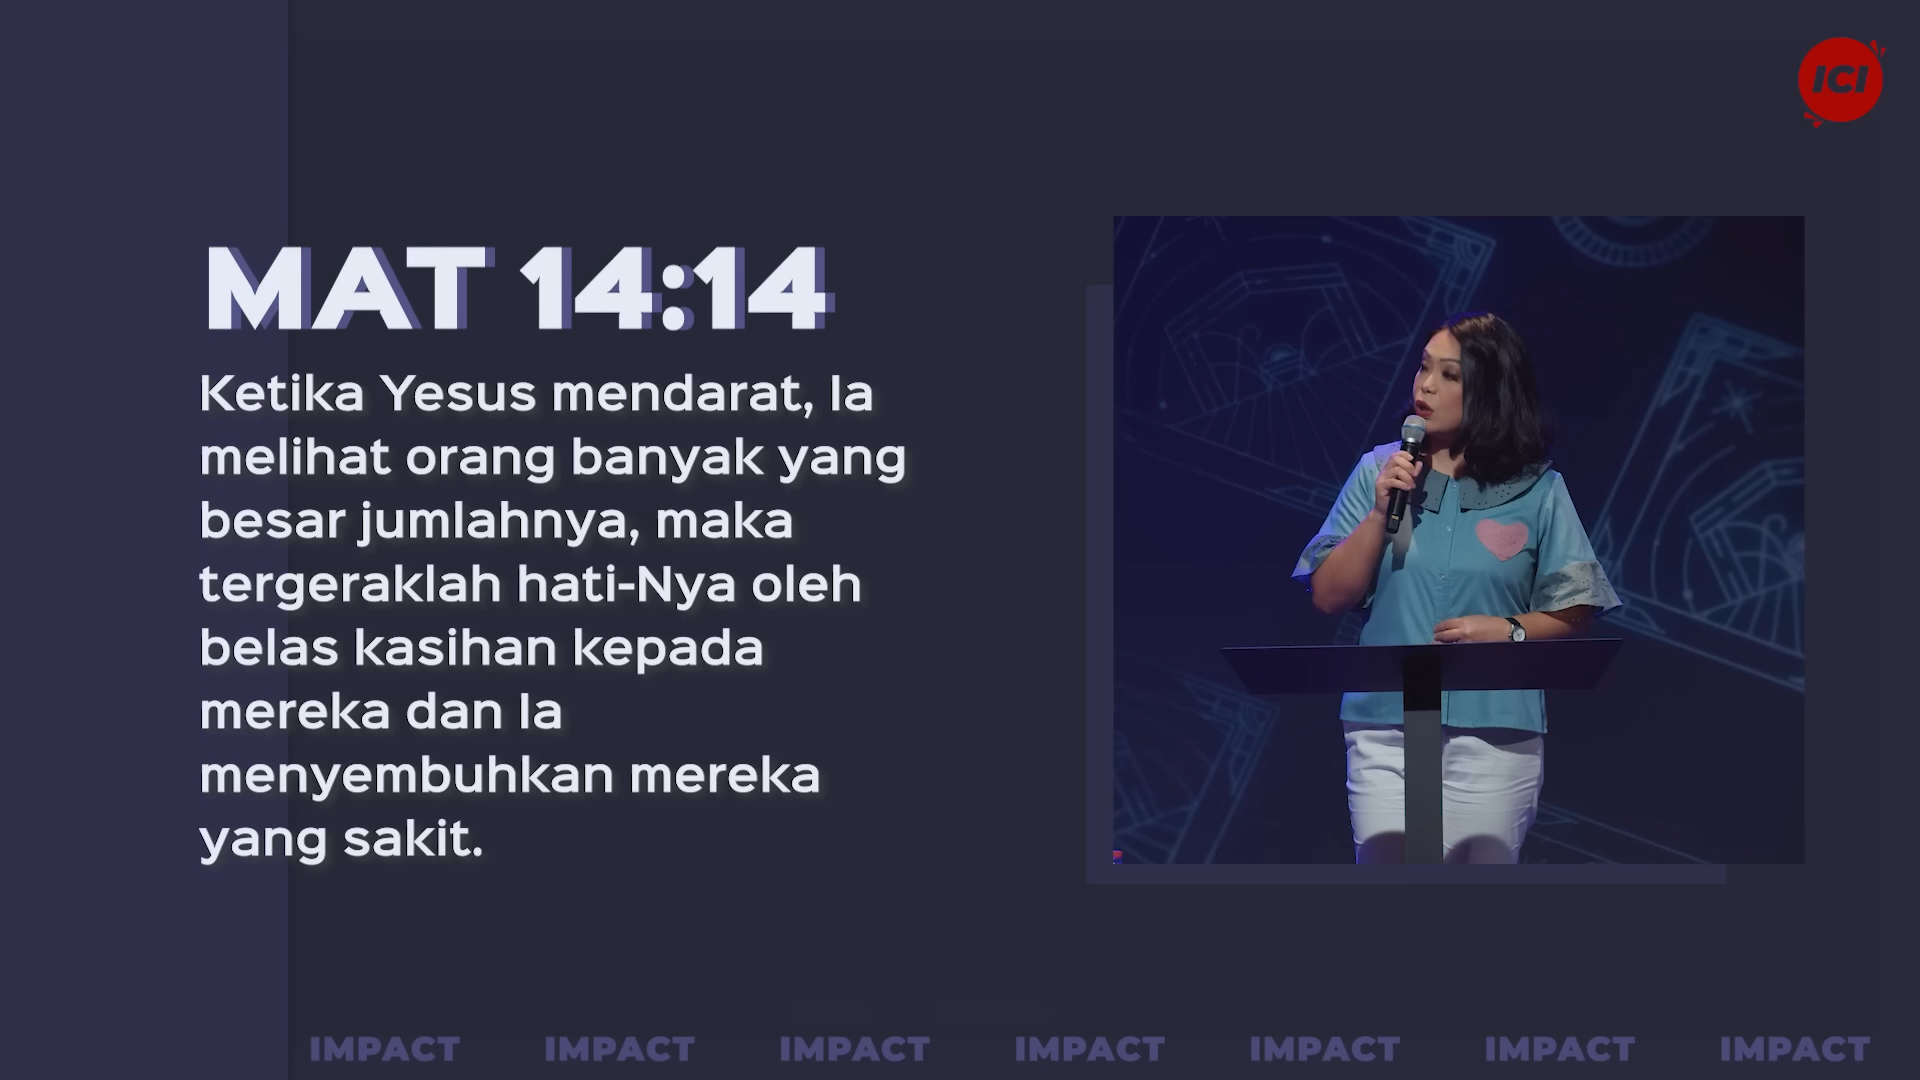 ICI
MAT 14:14
Ketika Yesus mendarat, Ia
melihat orang banyak yang
besar jumlahnya, maka
tergeraklah hati-Nya oleh
belas kasihan kepada
mereka dan Ia
menyembuhkan mereka
yang sakit.
IMPACT IMPACT IMPACT IMPACT IMPACT IMPACT IMPACT